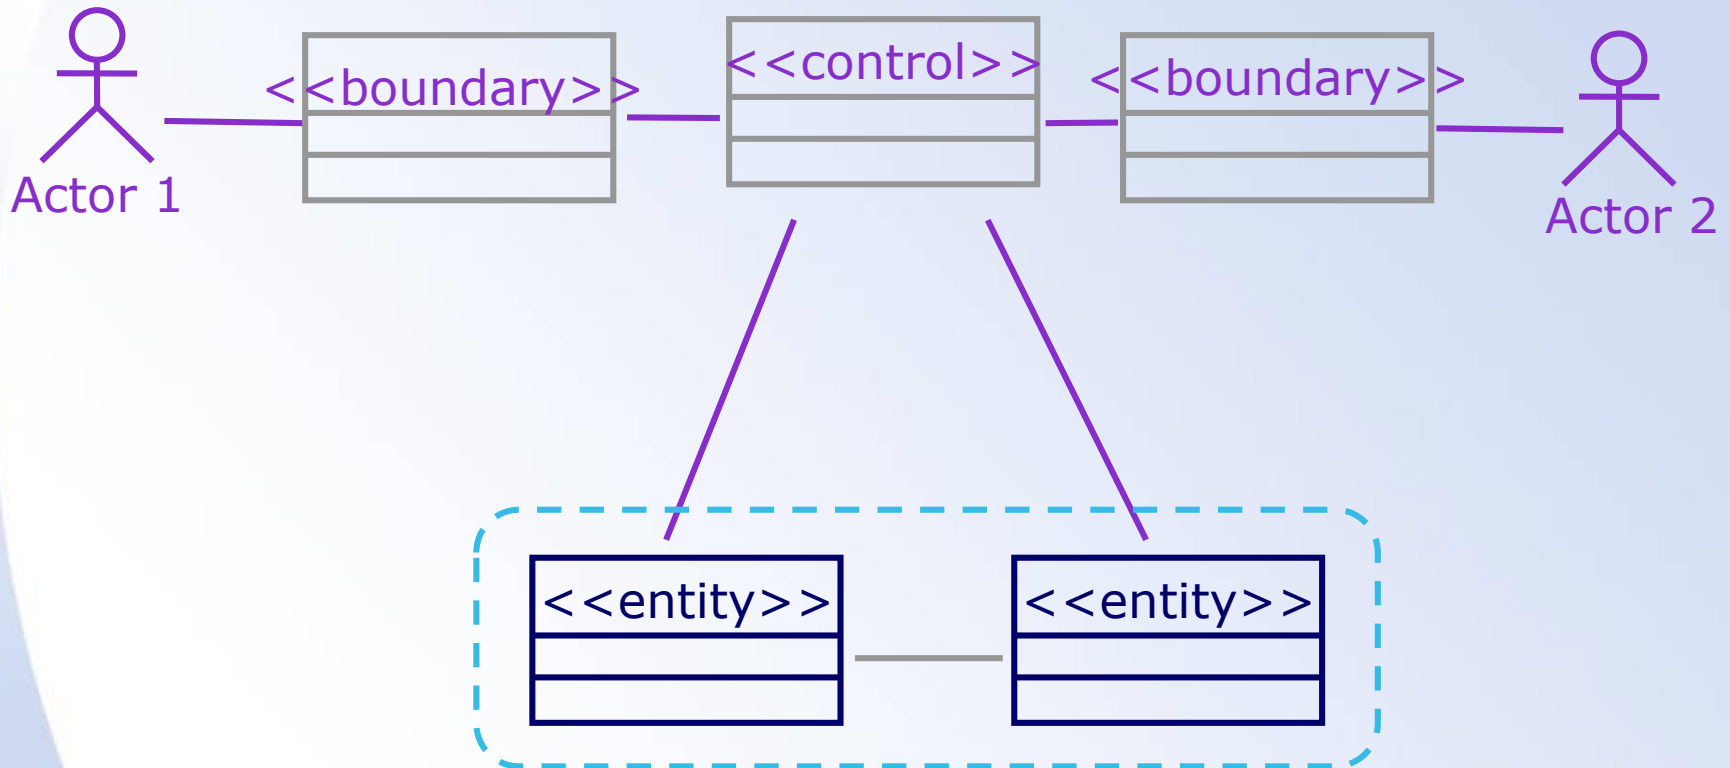 <<boundary>>
<<control>>
<<boundary>>
Actor 1
Actor 2
<<entity>>
<<entity>>